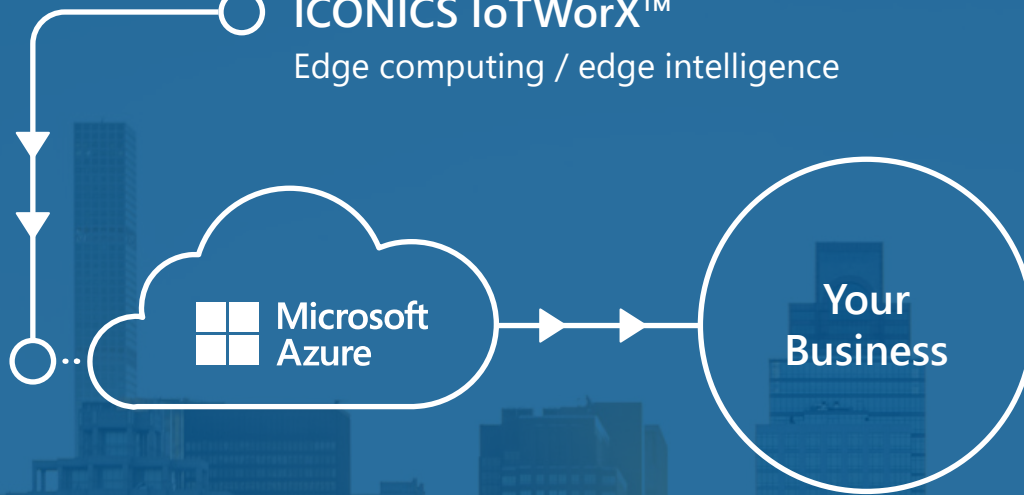 ICONICS IoTWorX™
Edge computing / edge intelligence
Microsoft
Azure
Your
Business